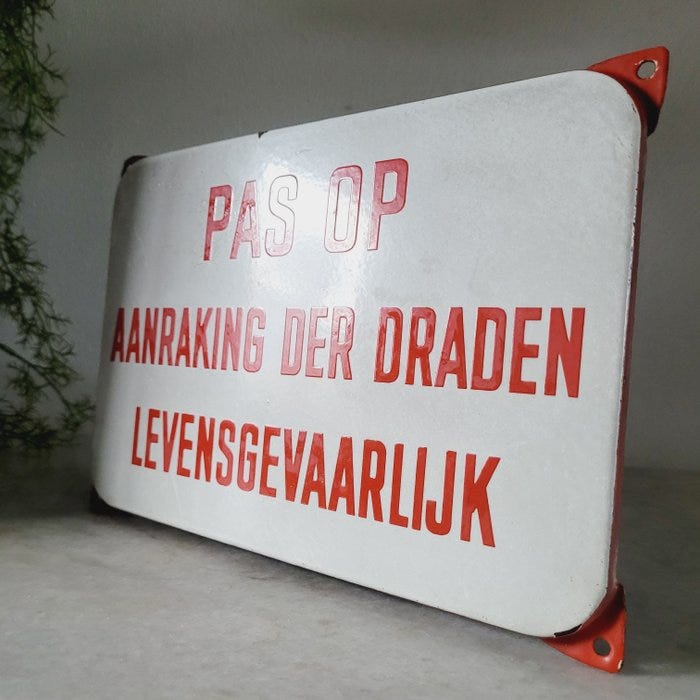 PAS OP
AANRAKING DER DRADEN
LEVENSGEVAARLIJK